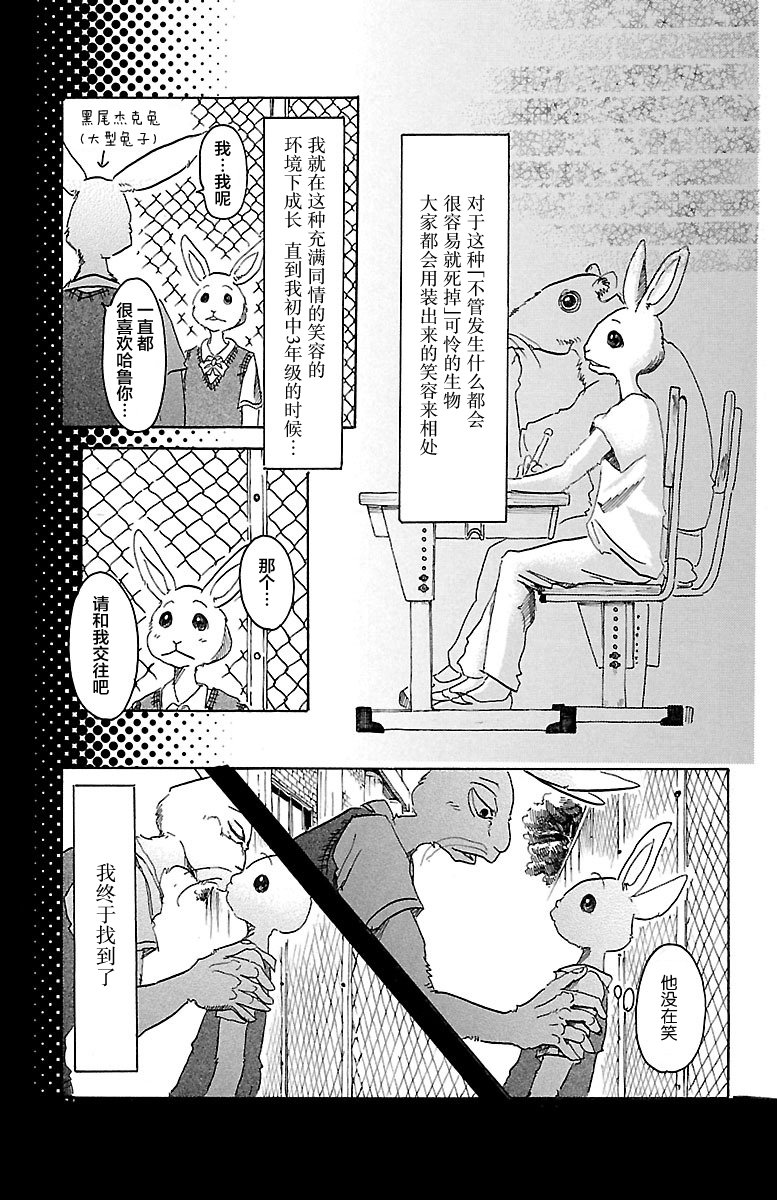 对于这种「不管发生什么都会
很容易就死掉」可怜的生物
大家都会用装出来的笑容来相处
我就在这种充满同情的笑容的
环境下成长 直到我初中3年级的时候…
黑尾杰克兔
(大型兔子)
我…我呢
一直都
很喜欢哈鲁你…
那个…
请和我交往吧
他没在笑
我终于找到了